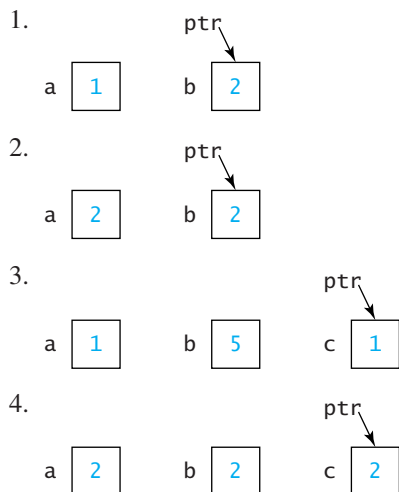 1.
ptr
a 1 b 2
2.
ptr
a 2 b 2
3.
ptr
a 1 b 5 c 1
4.
ptr
a 2 b 2 c 2